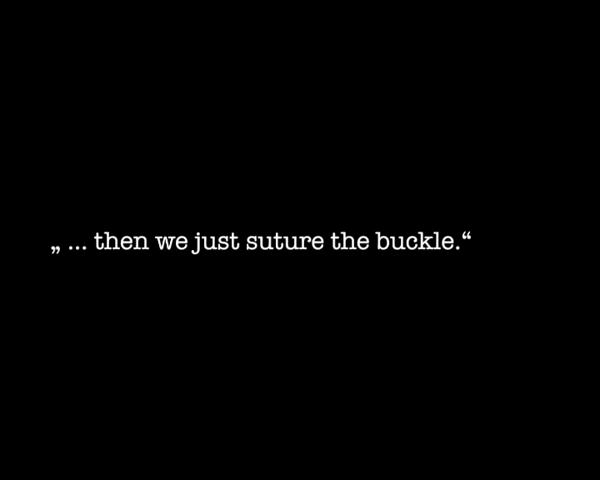 „ ... then we just suture the buckle.“